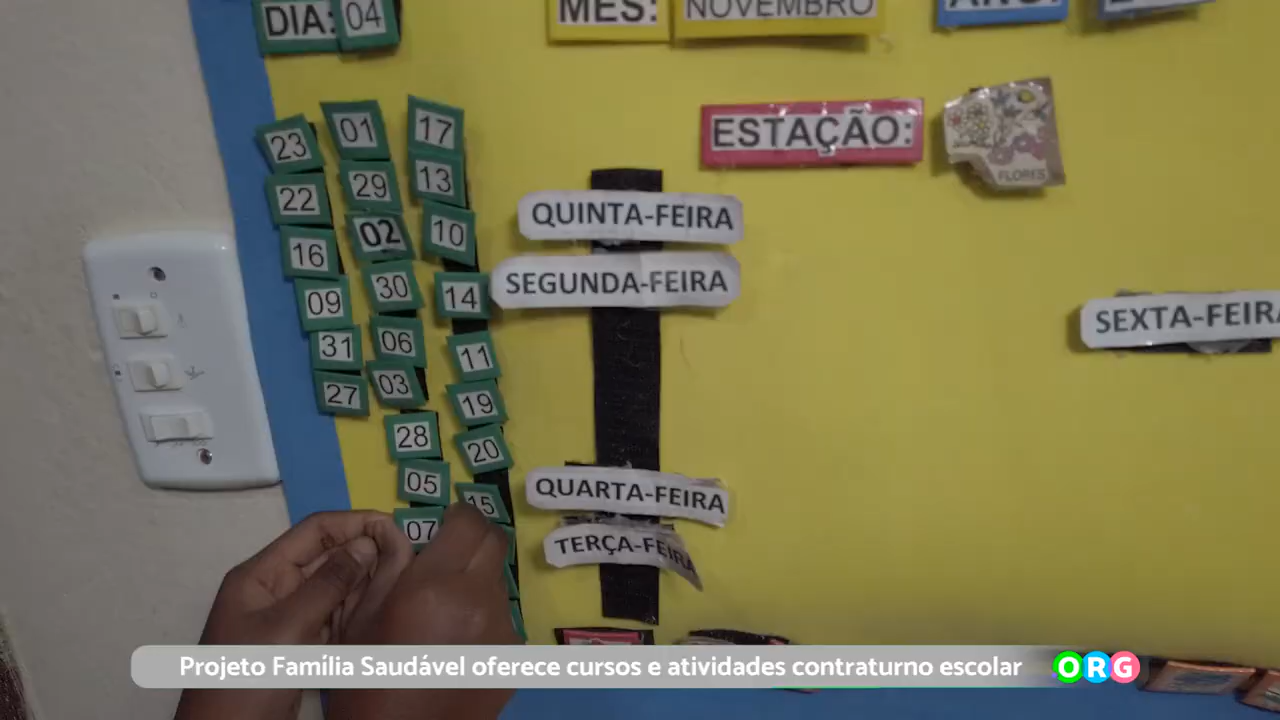 DIA: 04
MÊS: NOVEMBRO
ESTAÇÃO:
FLORES
23 01 17
22 29 13
16 02 10
09 30 14
31 06 11
27 03 19
28 20
05 15
07
QUINTA-FEIRA
SEGUNDA-FEIRA
SEXTA-FEIRA
QUARTA-FEIRA
TERÇA-FEIRA
Projeto Família Saudável oferece cursos e atividades contraturno escolar
ORG